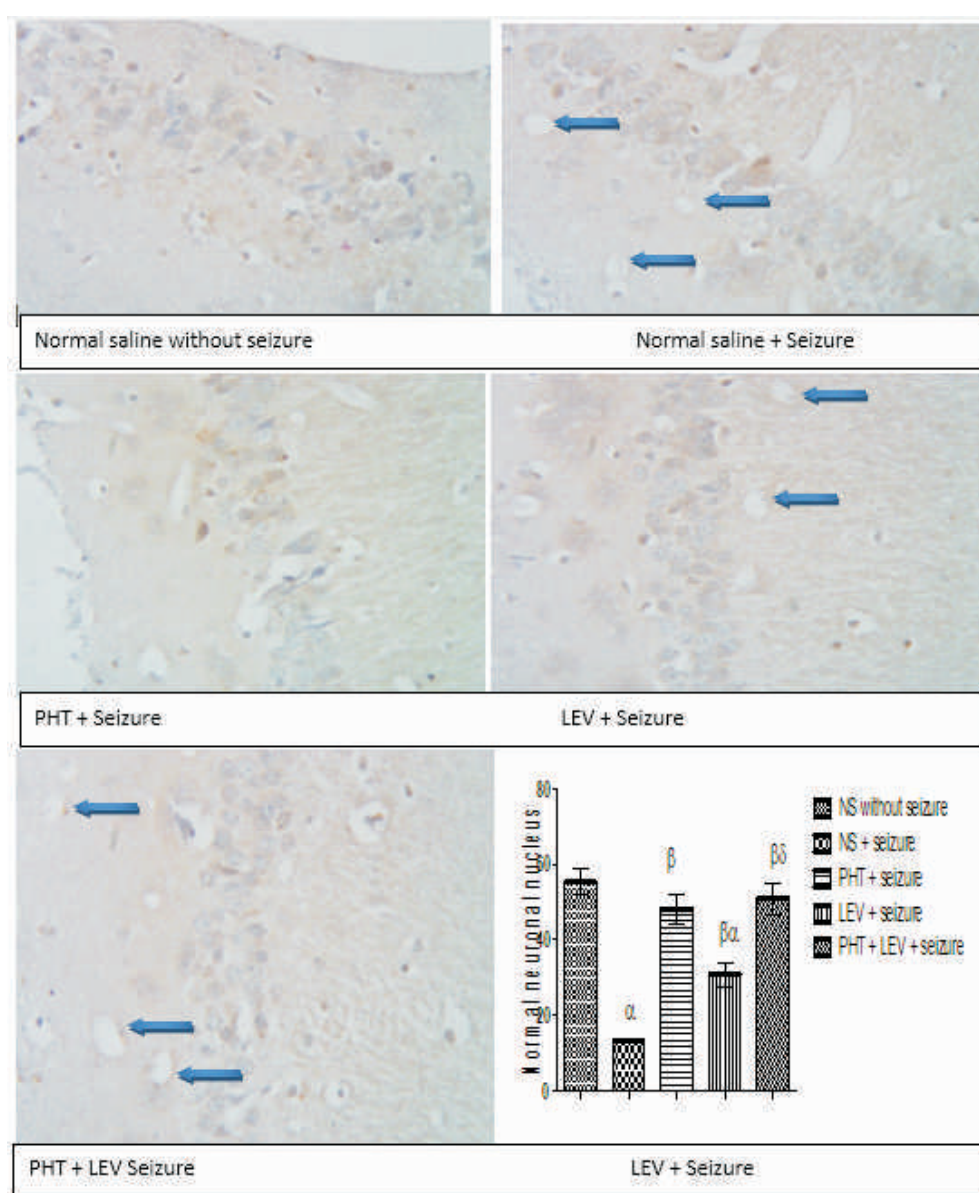 Normal saline without seizure
Normal saline + Seizure
PHT + Seizure
LEV + Seizure
Normal neuronal nucleus
80
60
40
20
0
α
β
βα
βδ
NS without seizure
NS + seizure
PHT + seizure
LEV + seizure
PHT + LEV + seizure
PHT + LEV Seizure
LEV + Seizure